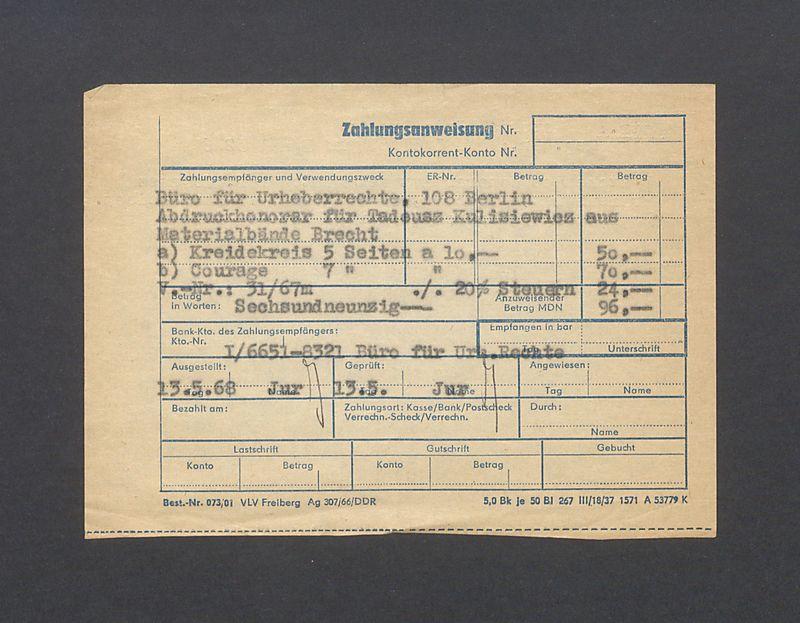 Zahlungsanweisung Nr.
Kontokorrent-Konto Nr.
Zahlungsempfänger und Verwendungszweck ER-Nr. Betrag Betrag
Büro für Urheberrechte, 108 Berlin
Abdruckhonorar für Tadeusz Kulisiewicz aus
Materialbände Brecht
a) Kreidekreis 5 Seiten a 10,-- 50,--
b) Courage 7 " " 70,--
V.-Nr.: 31/67m ./. 20% Steuern 24,--
Betrag in Worten: Sechsundneunzig-- Anzuweisender Betrag MDN 96,--
Bank-Kto. des Zahlungsempfängers: Empfangen in bar
Kto.-Nr.
I/6651-8321 Büro für Urh.Rechte
Tag Unterschrift
Ausgestellt: Geprüft: Angewiesen:
13.5.68 Jur 13.5. Jur
Tag Name Tag Name Tag Name
Bezahlt am: Zahlungsart: Kasse/Bank/Postscheck Durch:
Verrechn.-Scheck/Verrechn.
Name
Lastschrift Gutschrift Gebucht
Konto Betrag Konto Betrag
Best.-Nr. 073/01 VLV Freiberg Ag 307/66/DDR 5,0 Bk je 50 Bl 267 III/18/37 1571 A 53779 K